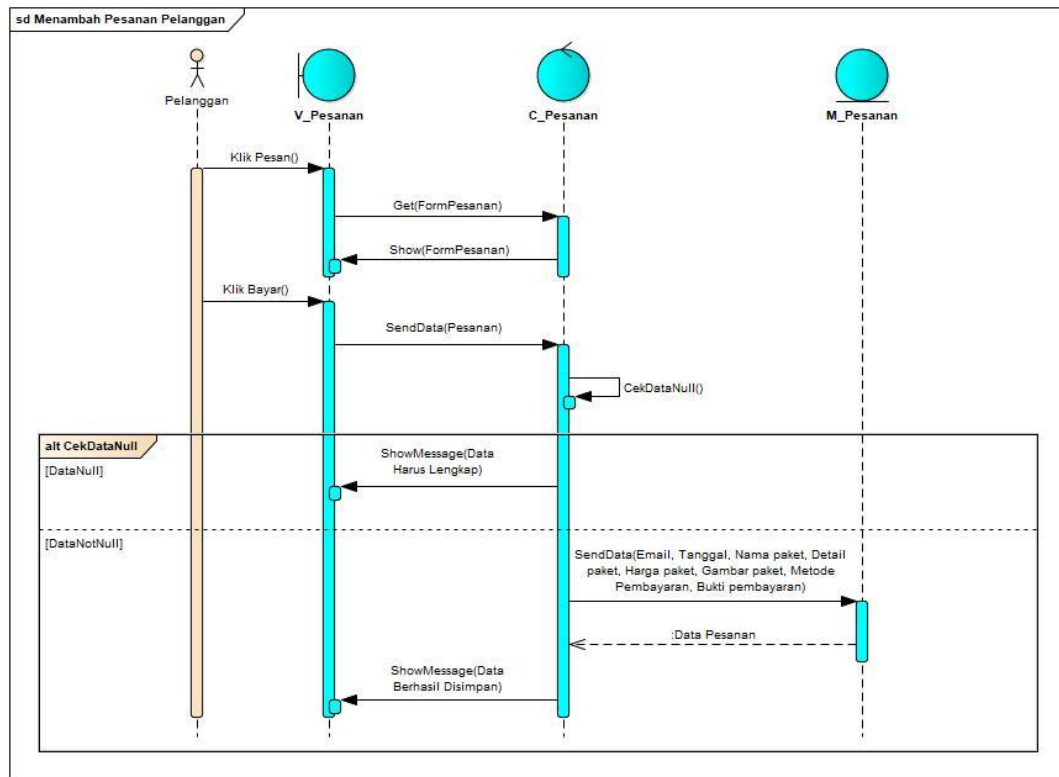 sd Menambah Pesanan Pelanggan
Pelanggan
V_Pesanan
C_Pesanan
M_Pesanan
Klik Pesan()
Get(FormPesanan)
Show(FormPesanan)
Klik Bayar()
SendData(Pesanan)
CekDataNull()
alt CekDataNull
[DataNull]
ShowMessage(Data
Harus Lengkap)
[DataNotNull]
SendData(Email, Tanggal, Nama paket, Detail
paket, Harga paket, Gambar paket, Metode
Pembayaran, Bukti pembayaran)
:Data Pesanan
ShowMessage(Data
Berhasil Disimpan)